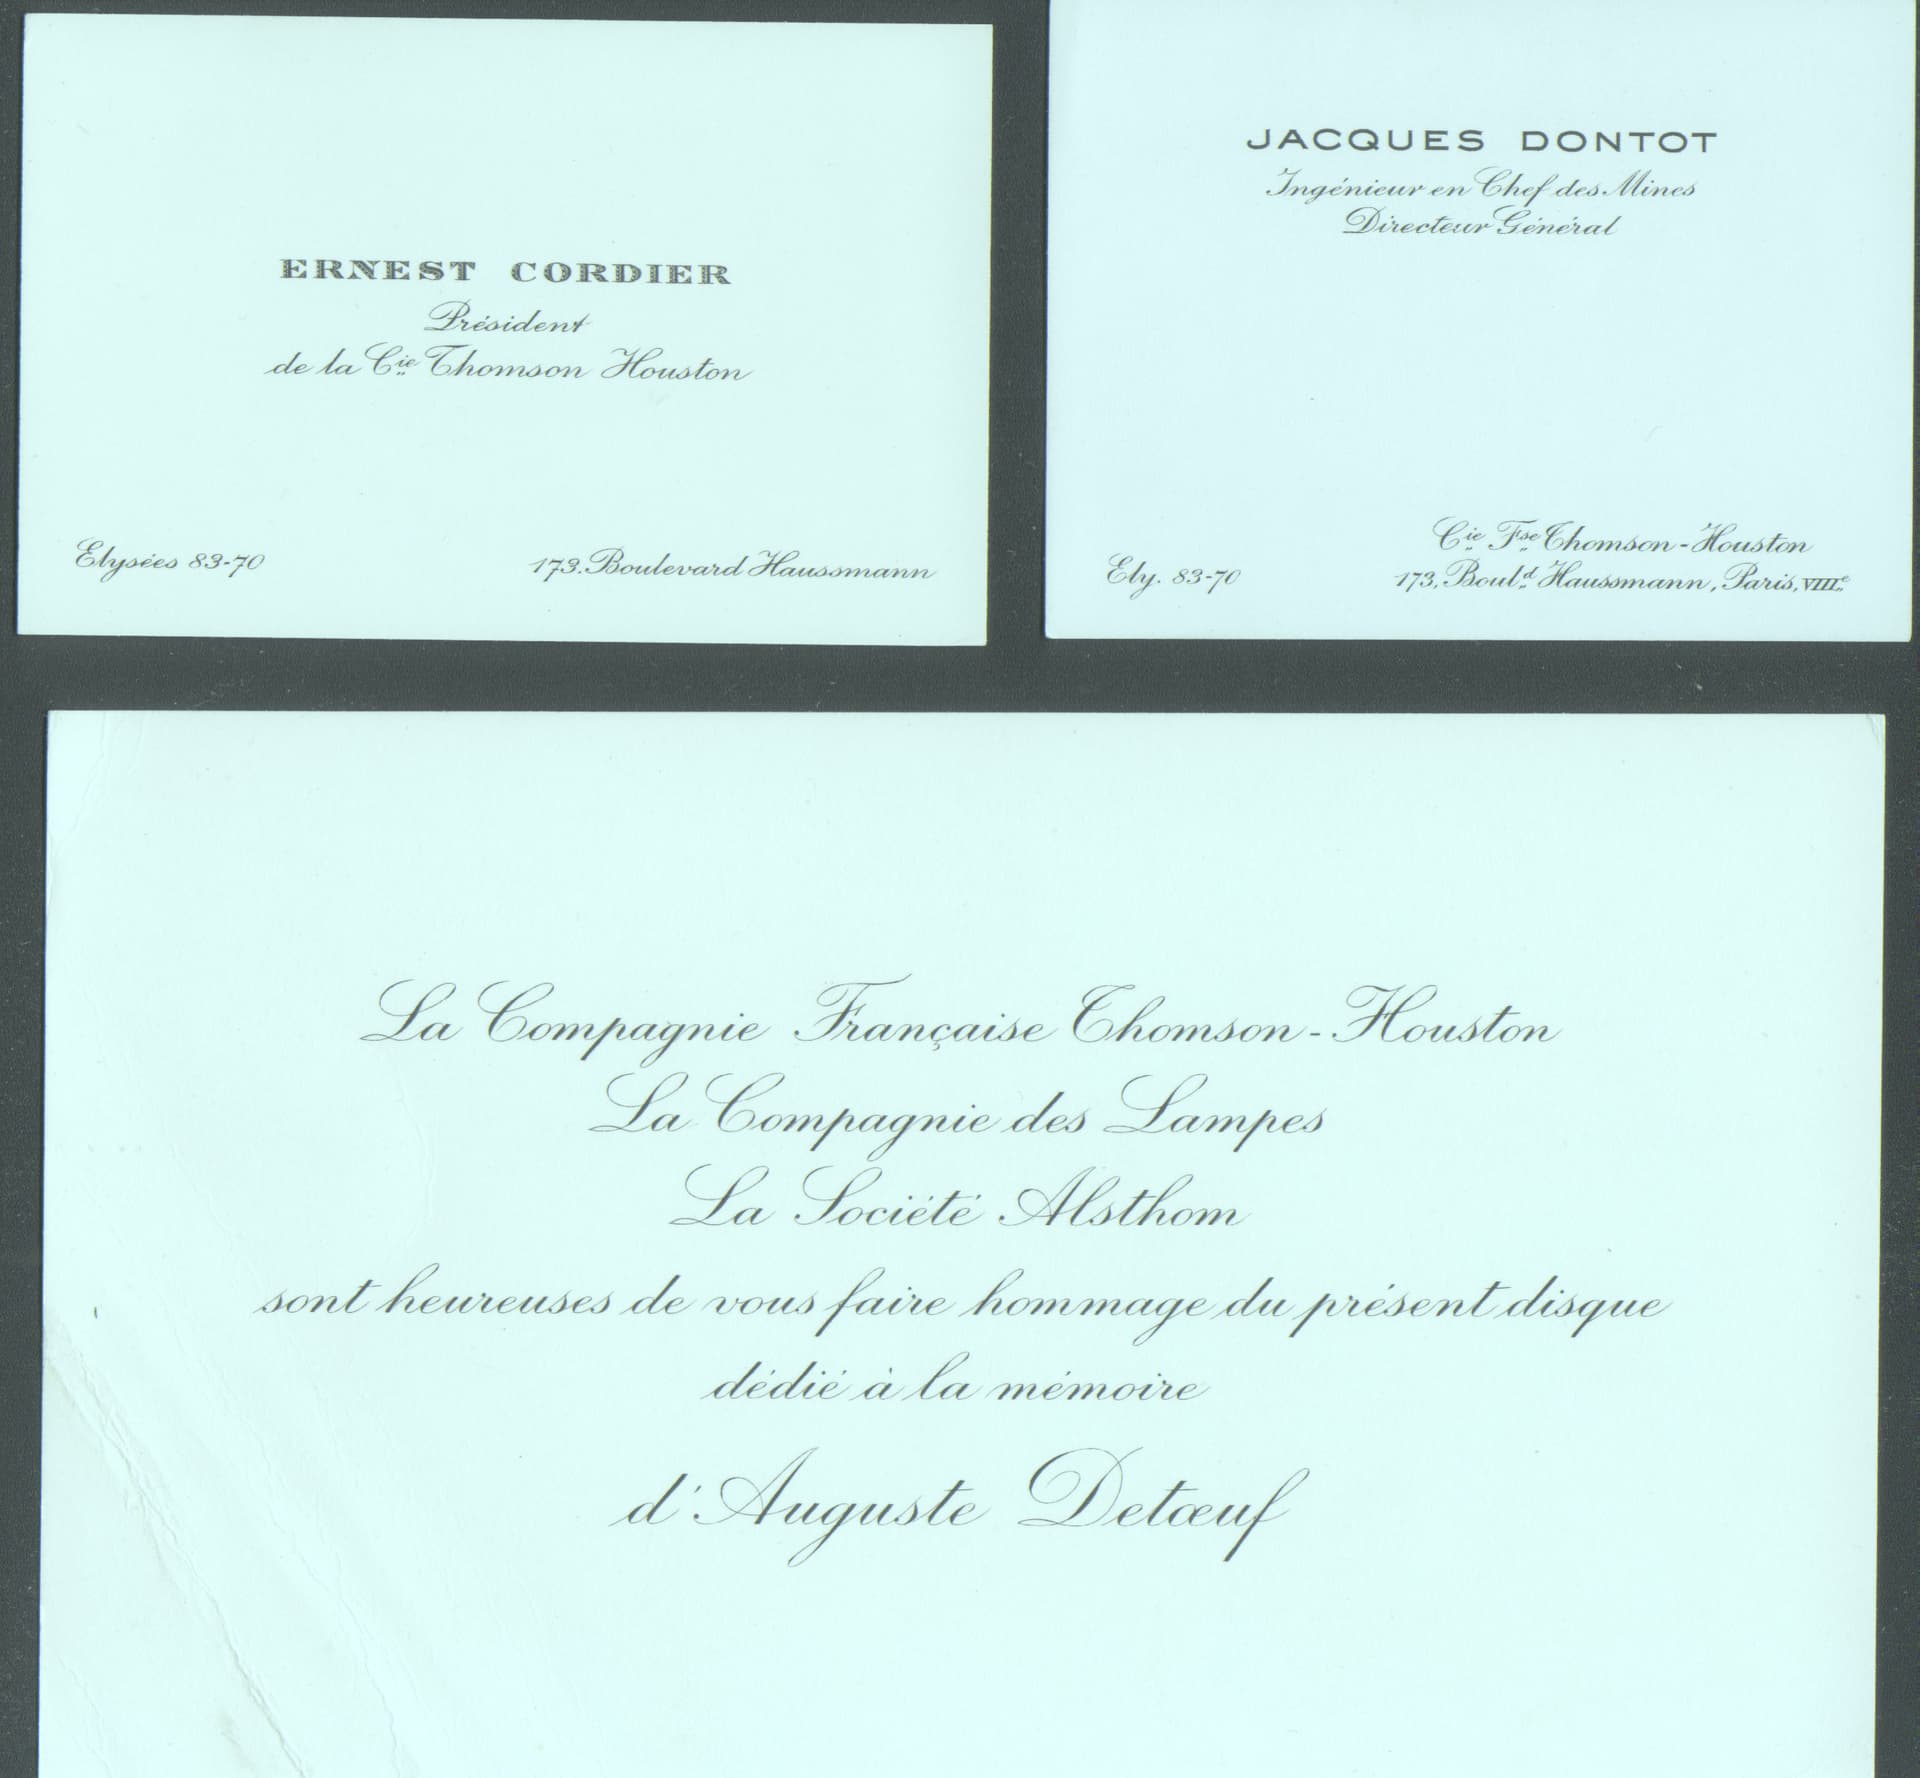 ERNEST CORDIER
Président
de la Cie Thomson Houston
Elysées 83-70
173. Boulevard Haussmann
JACQUES DONTOT
Ingénieur en Chef des Mines
Directeur Général
Cie Fse Thomson-Houston
Ely. 83-70
173, Bould Haussmann, Paris, VIIIe
La Compagnie Française Thomson-Houston
La Compagnie des Lampes
La Sociëté Alsthom
sont heureuses de vous faire hommage du présent disque
dédié à la mémoire
d'Auguste Detœuf